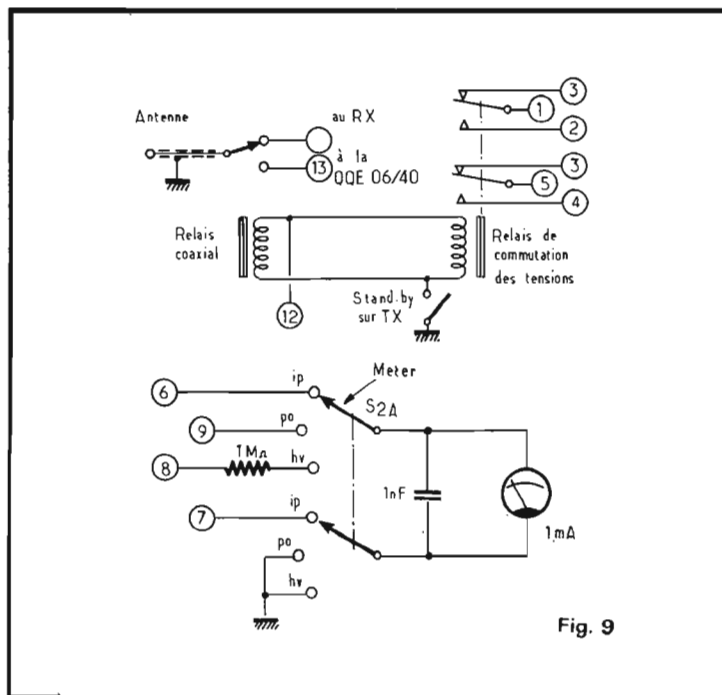 Antenne
au RX
13
à la
QQE 06/40
3
1
2
3
5
4
Relais
coaxial
12
Relais de
commutation
des tensions
Stand.by
sur TX
Meter
6
ip
S2A
9
po
8
1MΩ
hv
7
ip
po
hv
1nF
1mA
Fig. 9